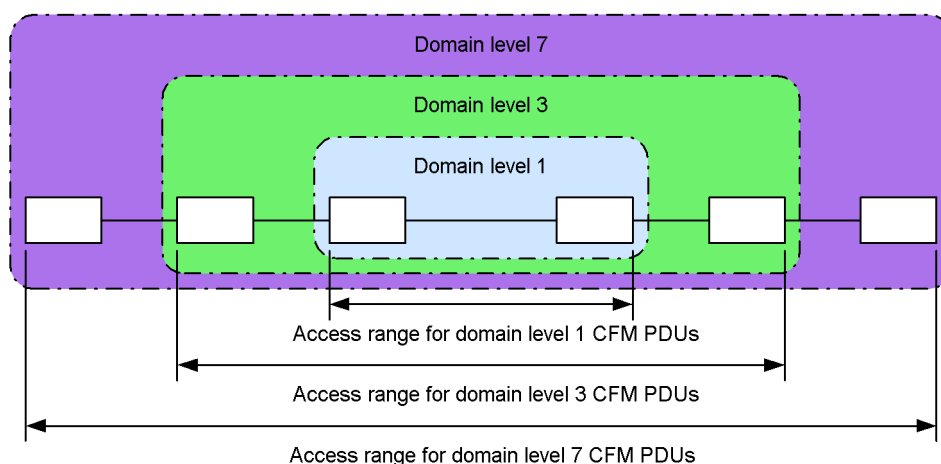 Domain level 7
Domain level 3
Domain level 1
Access range for domain level 1 CFM PDUs
Access range for domain level 3 CFM PDUs
Access range for domain level 7 CFM PDUs